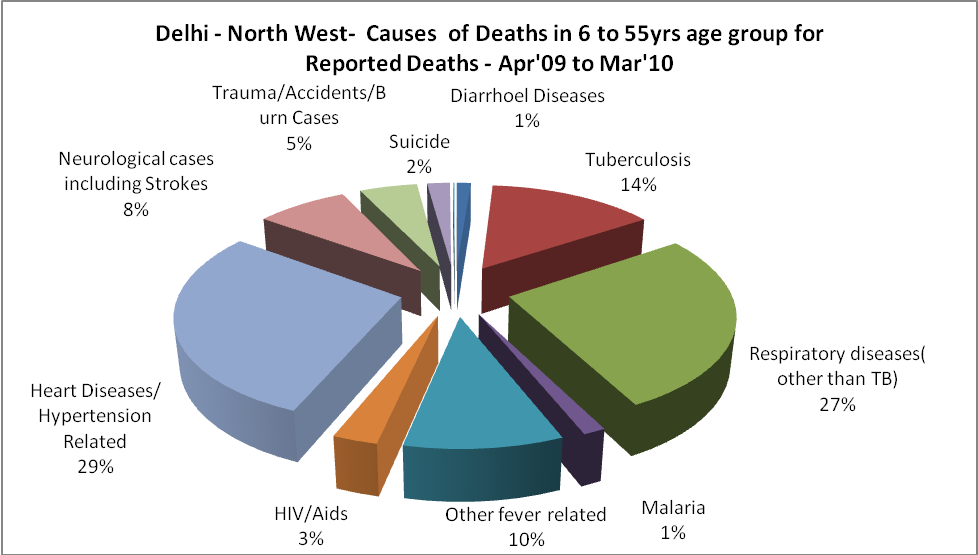 Delhi - North West-  Causes  of Deaths in 6 to 55yrs age group for
Reported Deaths - Apr'09 to Mar'10
Diarrhoel Diseases
1%
Tuberculosis
14%
Respiratory diseases(
other than TB)
27%
Malaria
1%
Other fever related
10%
HIV/Aids
3%
Heart Diseases/
Hypertension
Related
29%
Neurological cases
including Strokes
8%
Trauma/Accidents/B
urn Cases
5%
Suicide
2%